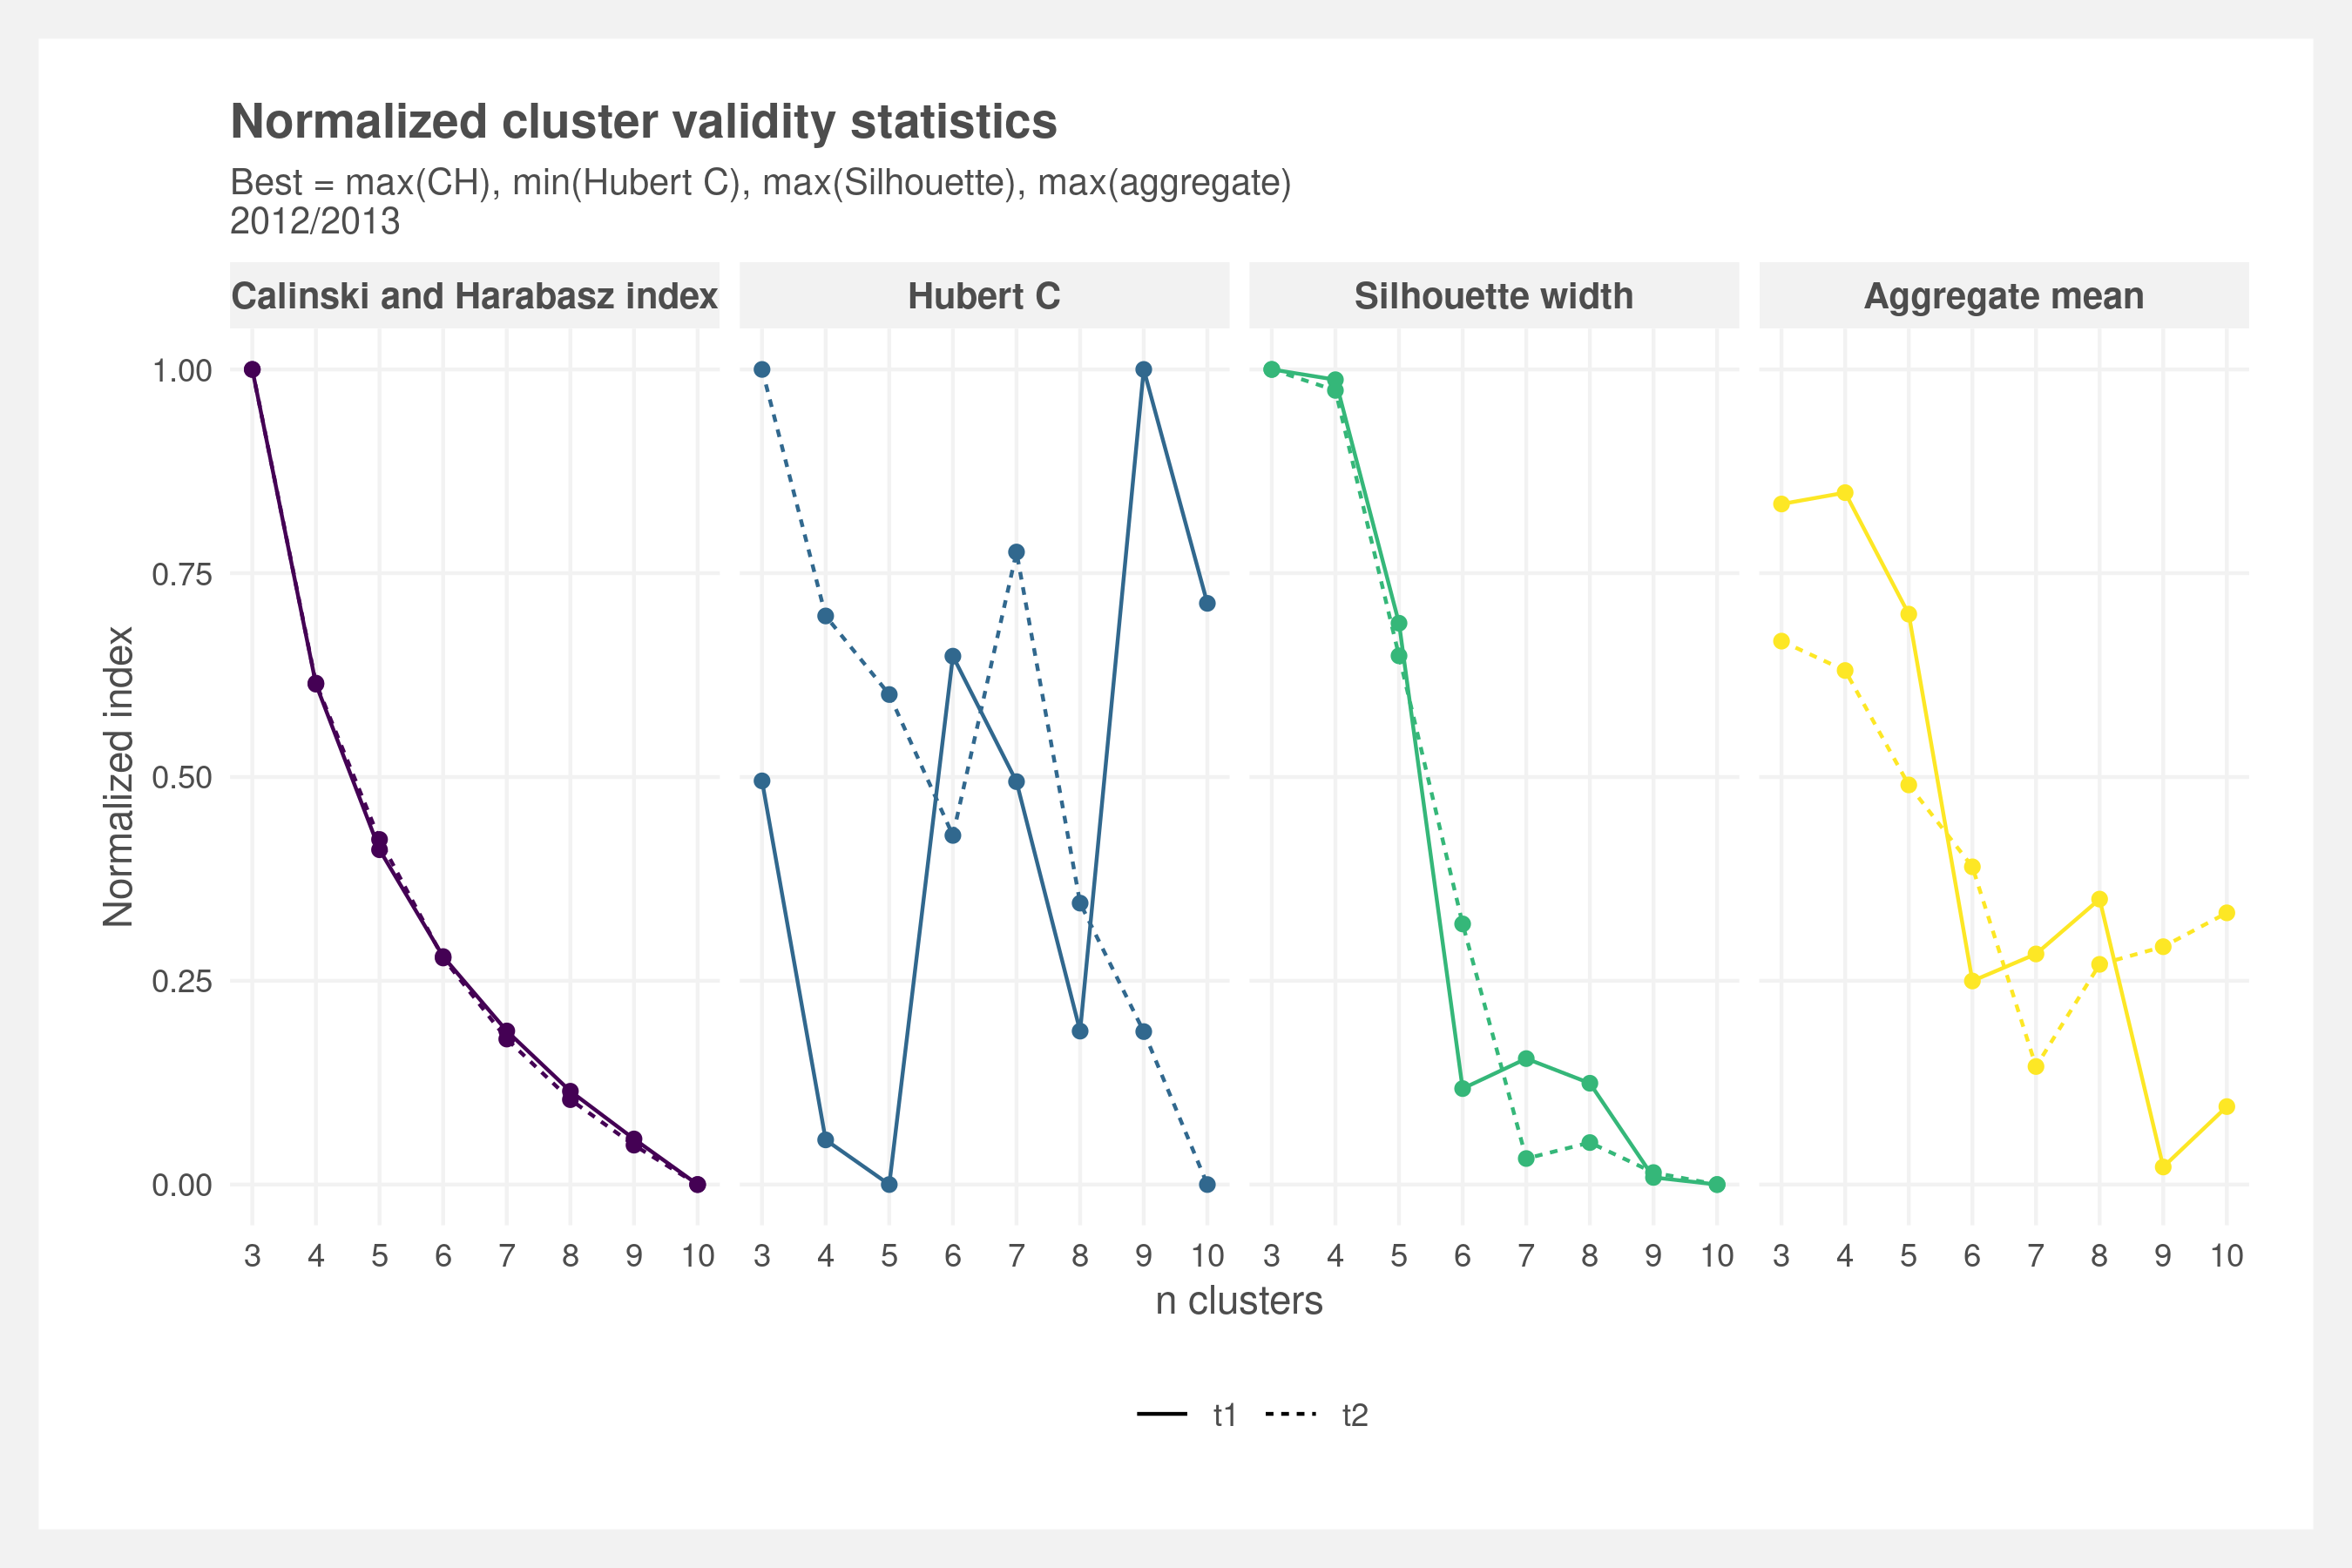 Normalized cluster validity statistics
Best = max(CH), min(Hubert C), max(Silhouette), max(aggregate)
2012/2013
Calinski and Harabasz index
Hubert C
Silhouette width
Aggregate mean
Normalized index
1.00
0.75
0.50
0.25
0.00
3 4 5 6 7 8 9 10
3 4 5 6 7 8 9 10
3 4 5 6 7 8 9 10
3 4 5 6 7 8 9 10
n clusters
t1 t2